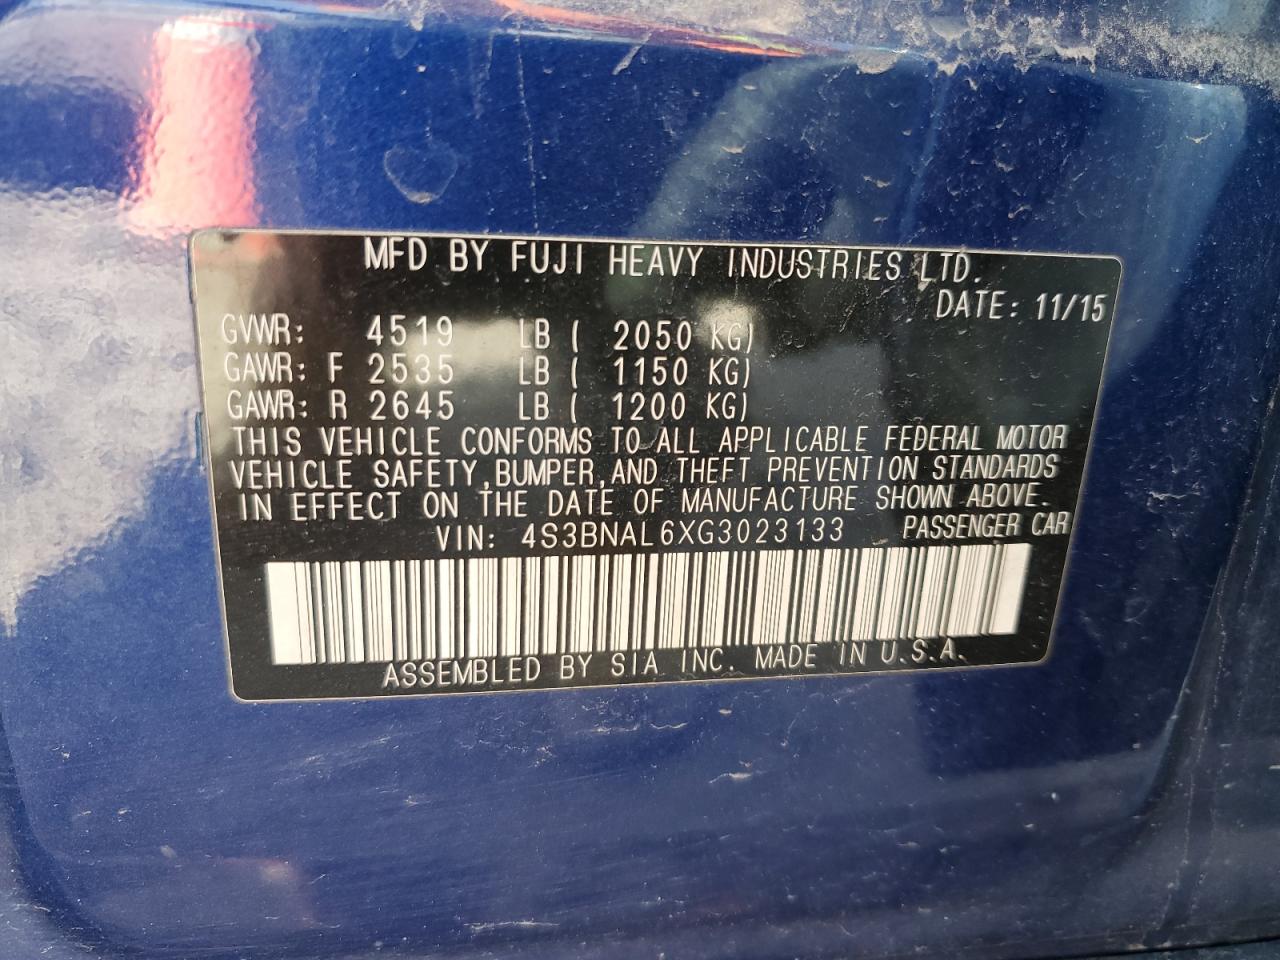 MFD BY FUJI HEAVY INDUSTRIES LTD.
DATE: 11/15
GVWR: 4519 LB ( 2050 KG)
GAWR: F 2535 LB ( 1150 KG)
GAWR: R 2645 LB ( 1200 KG)
THIS VEHICLE CONFORMS TO ALL APPLICABLE FEDERAL MOTOR
VEHICLE SAFETY, BUMPER, AND THEFT PREVENTION STANDARDS
IN EFFECT ON THE DATE OF MANUFACTURE SHOWN ABOVE.
VIN: 4S3BNAL6XG3023133 PASSENGER CAR
ASSEMBLED BY SIA INC. MADE IN U.S.A.